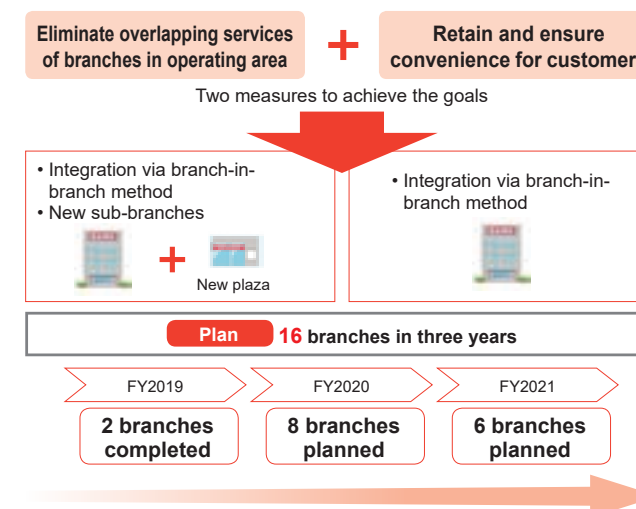 Eliminate overlapping services
of branches in operating area
+
Retain and ensure
convenience for customer
Two measures to achieve the goals
• Integration via branch-in-
branch method
• New sub-branches
BANK
+
New plaza
• Integration via branch-in-
branch method
BANK
Plan 16 branches in three years
FY2019
FY2020
FY2021
2 branches
completed
8 branches
planned
6 branches
planned